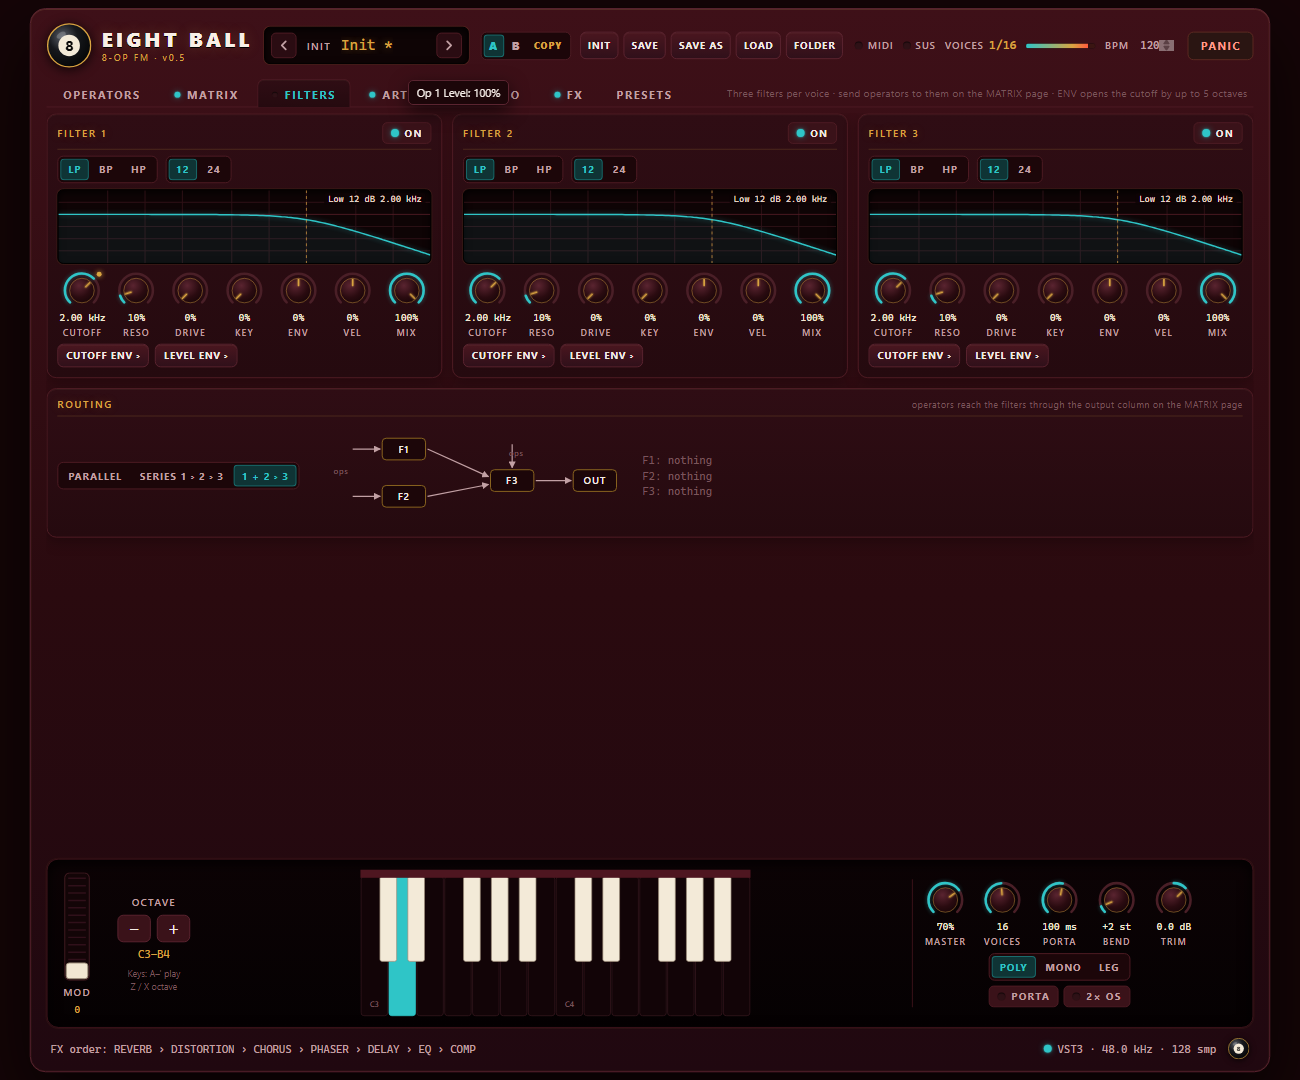 8
EIGHT BALL
8-OP FM · v0.5
INIT Init *
A B COPY
INIT SAVE SAVE AS LOAD FOLDER
MIDI SUS VOICES 1/16 BPM 120
PANIC
OPERATORS MATRIX FILTERS ART O FX PRESETS
Op 1 Level: 100%
Three filters per voice · send operators to them on the MATRIX page · ENV opens the cutoff by up to 5 octaves
FILTER 1 ON
LP BP HP 12 24
Low 12 dB 2.00 kHz
2.00 kHz 10% 0% 0% 0% 0% 100%
CUTOFF RESO DRIVE KEY ENV VEL MIX
CUTOFF ENV › LEVEL ENV ›
FILTER 2 ON
LP BP HP 12 24
Low 12 dB 2.00 kHz
2.00 kHz 10% 0% 0% 0% 0% 100%
CUTOFF RESO DRIVE KEY ENV VEL MIX
CUTOFF ENV › LEVEL ENV ›
FILTER 3 ON
LP BP HP 12 24
Low 12 dB 2.00 kHz
2.00 kHz 10% 0% 0% 0% 0% 100%
CUTOFF RESO DRIVE KEY ENV VEL MIX
CUTOFF ENV › LEVEL ENV ›
ROUTING
operators reach the filters through the output column on the MATRIX page
PARALLEL SERIES 1 › 2 › 3 1 + 2 › 3
ops F1 F2 ops F3 OUT
F1: nothing
F2: nothing
F3: nothing
MOD
0
OCTAVE
− +
C3–B4
Keys: A–' play
Z / X octave
C3 C4
70% 16 100 ms +2 st 0.0 dB
MASTER VOICES PORTA BEND TRIM
POLY MONO LEG
PORTA 2× OS
FX order: REVERB › DISTORTION › CHORUS › PHASER › DELAY › EQ › COMP
VST3 · 48.0 kHz · 128 smp
8